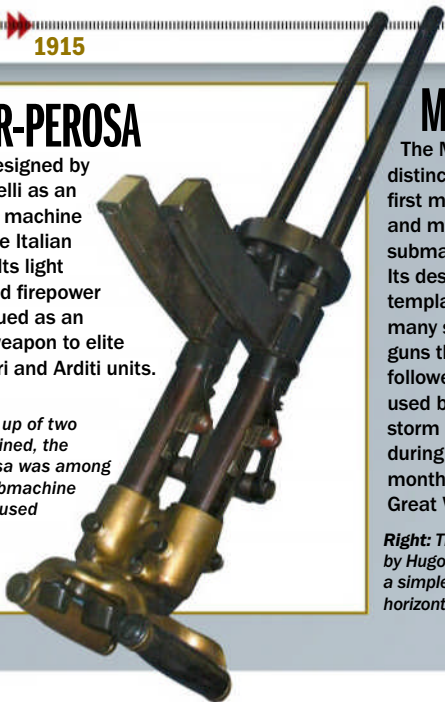 1915
R-PEROSA
esigned by
elli as an
machine
e Italian
Its light
d firepower
ued as an
eapon to elite
ri and Arditi units.
up of two
ined, the
sa was among
bmachine
used
M
The M
distinc
first m
and m
subma
Its des
templa
many s
guns th
followe
used b
storm
during
month
Great W
Right: T
by Hugo
a simple
horizont